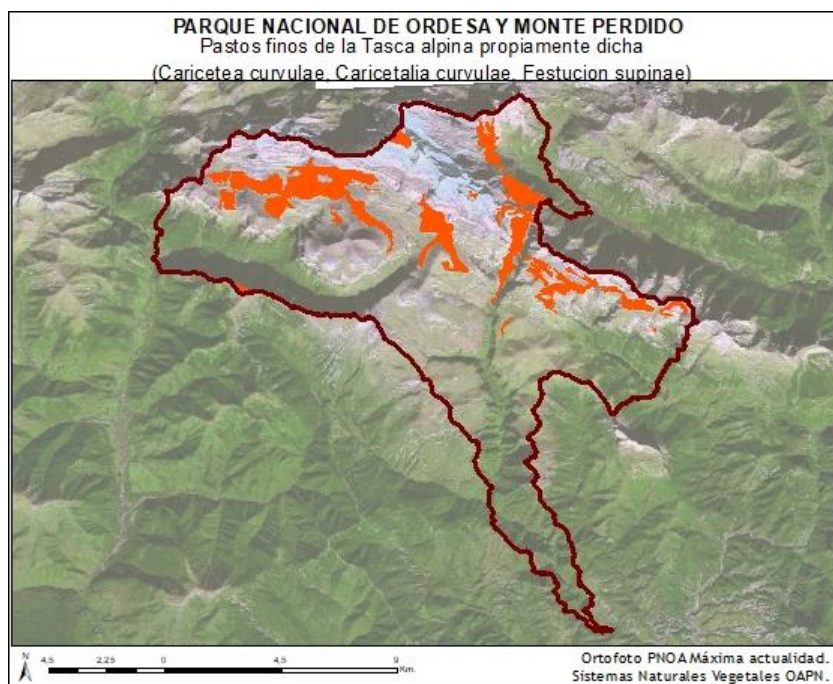 PARQUE NACIONAL DE ORDESA Y MONTE PERDIDO
Pastos finos de la Tasca alpina propiamente dicha
(Caricetea curvulae, Caricetalia curvulae, Festucion supinae)
N
4,5 2,25 0 4,5 9
Km.
Ortofoto PNOA Máxima actualidad.
Sistemas Naturales Vegetales OAPN.